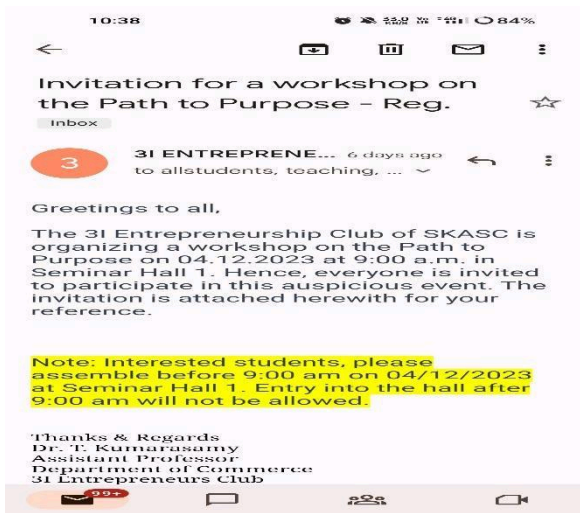 10:38
84%
Invitation for a workshop on
the Path to Purpose – Reg.
Inbox
3
3I ENTREPRENE... 6 days ago
to allstudents, teaching, ...
Greetings to all,
The 3I Entrepreneurship Club of SKASC is
organizing a workshop on the Path to
Purpose on 04.12.2023 at 9:00 a.m. in
Seminar Hall 1. Hence, everyone is invited
to participate in this auspicious event. The
invitation is attached herewith for your
reference.
Note: Interested students, please
assemble before 9:00 am on 04/12/2023
at Seminar Hall 1. Entry into the hall after
9:00 am will not be allowed.
Thanks & Regards
Dr. T. Kumarasamy
Assistant Professor
Department of Commerce
3I Entrepreneurs Club
99+